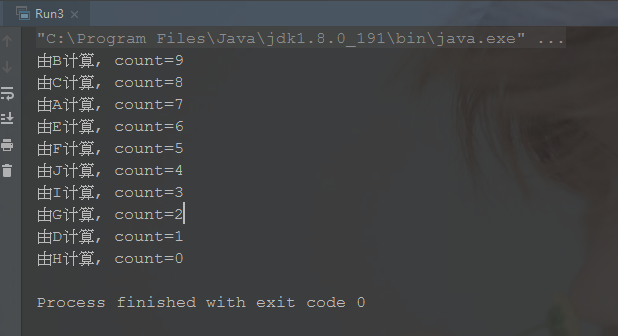 Run3
"C:\Program Files\Java\jdk1.8.0_191\bin\java.exe" ...
由B计算, count=9
由C计算, count=8
由A计算, count=7
由E计算, count=6
由F计算, count=5
由J计算, count=4
由I计算, count=3
由G计算, count=2
由D计算, count=1
由H计算, count=0
Process finished with exit code 0